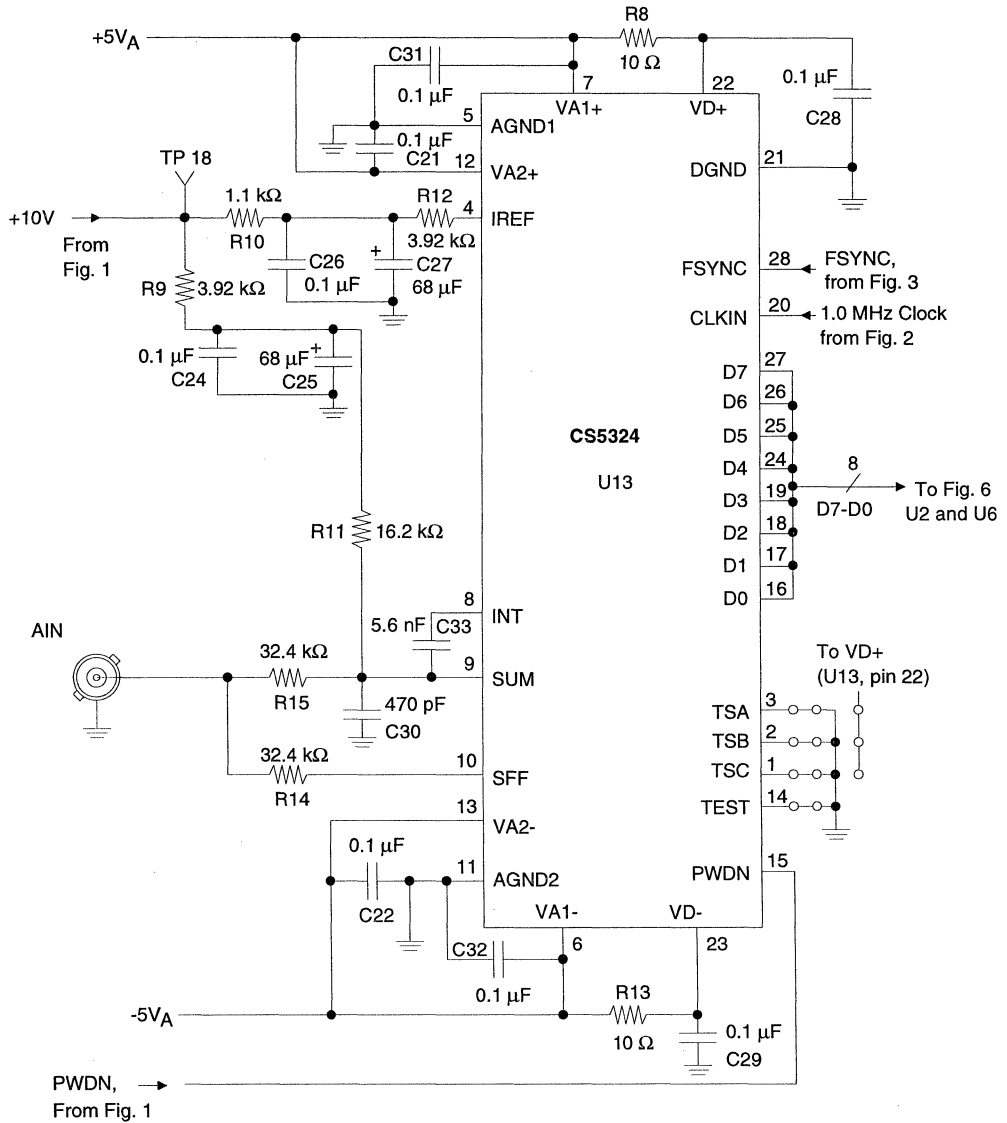 +5VA
R8
10 Ω
C31
0.1 µF
7
VA1+
22
VD+
0.1 µF
C28
5
AGND1
0.1 µF
C21
12
VA2+
21
DGND
TP 18
+10V
From
Fig. 1
1.1 kΩ
R10
R12
3.92 kΩ
4
IREF
C26
0.1 µF
+
C27
68 µF
R9
3.92 kΩ
0.1 µF
C24
68 µF
+
C25
28
FSYNC
FSYNC,
from Fig. 3
20
CLKIN
1.0 MHz Clock
from Fig. 2
D7
27
D6
26
D5
25
D4
24
D3
19
D2
18
D1
17
D0
16
8
D7-D0
To Fig. 6
U2 and U6
CS5324
U13
R11
16.2 kΩ
8
INT
5.6 nF
C33
AIN
32.4 kΩ
R15
9
SUM
470 pF
C30
32.4 kΩ
R14
10
SFF
To VD+
(U13, pin 22)
TSA
3
TSB
2
TSC
1
TEST
14
13
VA2-
0.1 µF
C22
11
AGND2
PWDN
15
VA1-
6
VD-
23
C32
0.1 µF
-5VA
R13
10 Ω
0.1 µF
C29
PWDN,
From Fig. 1